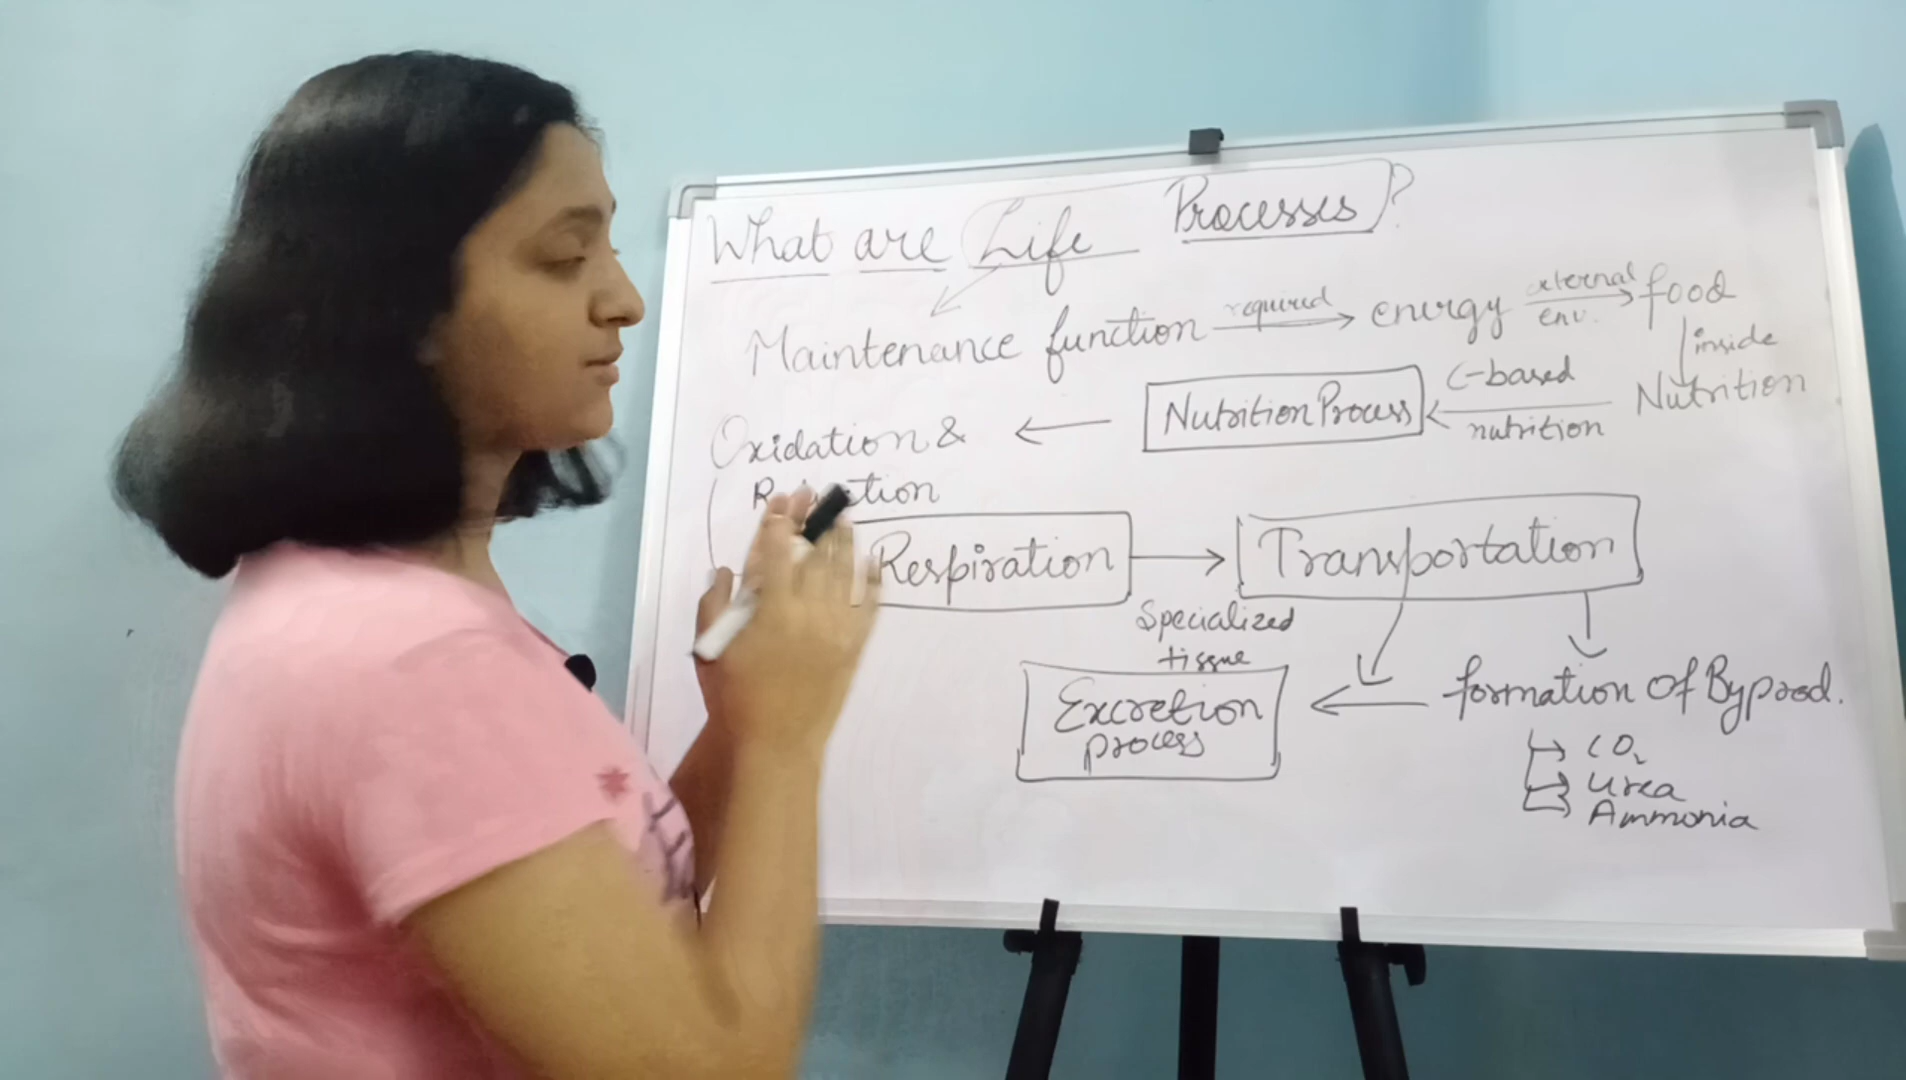 What are Life Processes?
Maintenance function required energy external env. food
inside
Nutrition
C-based
nutrition
Nutrition Process
Oxidation &
Respiration
Transportation
Specialized
tissue
formation of Byprod.
CO₂
Urea
Ammonia
Excretion
process